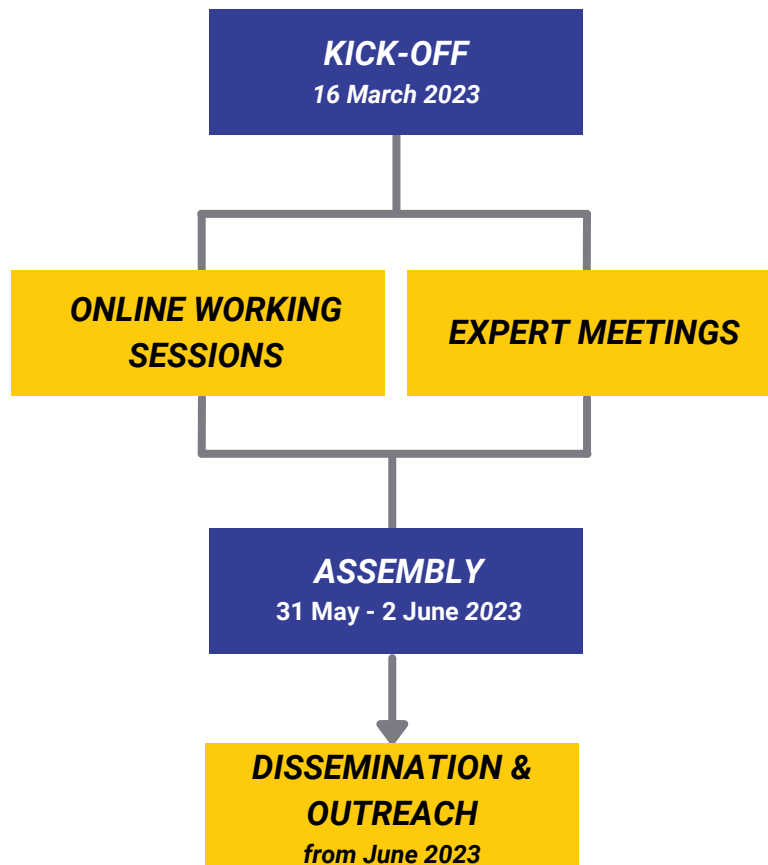 KICK-OFF
16 March 2023
ONLINE WORKING
SESSIONS
EXPERT MEETINGS
ASSEMBLY
31 May - 2 June 2023
DISSEMINATION &
OUTREACH
from June 2023